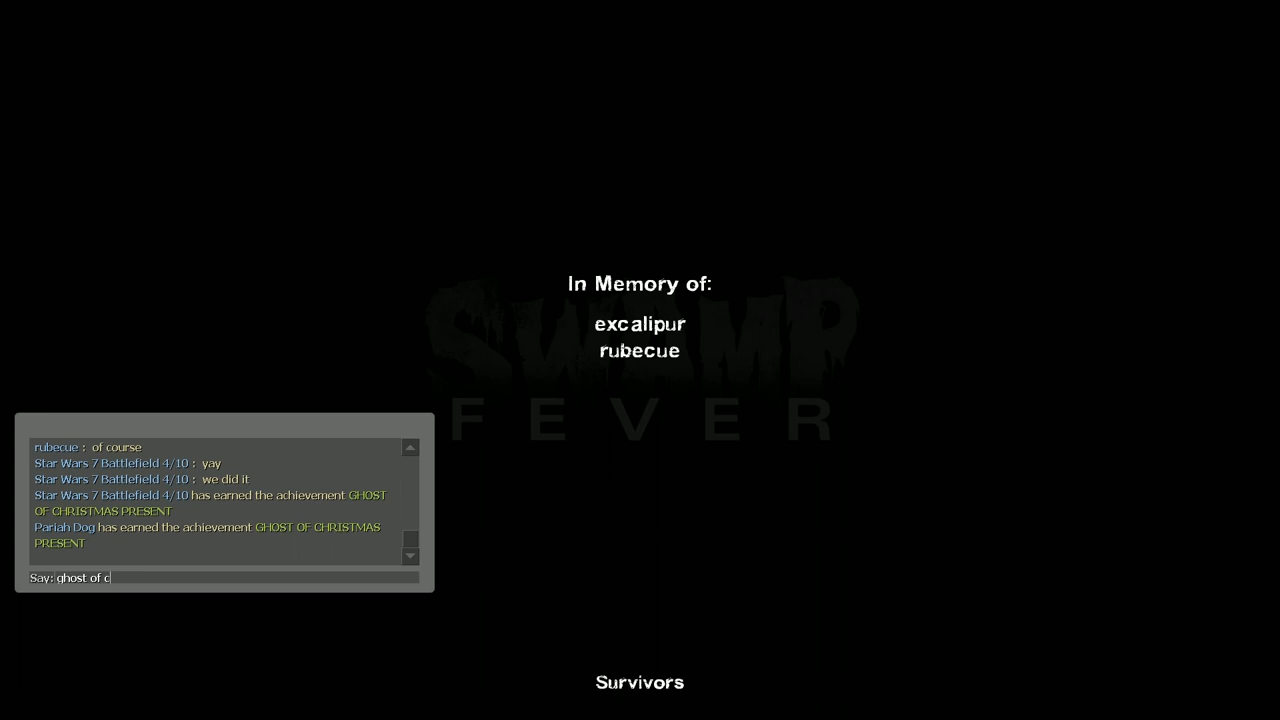 In Memory of:
excalipur
rubecue
SWAMP
FEVER
rubecue : of course
Star Wars 7 Battlefield 4/10 : yay
Star Wars 7 Battlefield 4/10 : we did it
Star Wars 7 Battlefield 4/10 has earned the achievement GHOST
OF CHRISTMAS PRESENT
Pariah Dog has earned the achievement GHOST OF CHRISTMAS
PRESENT
Say: ghost of c
Survivors